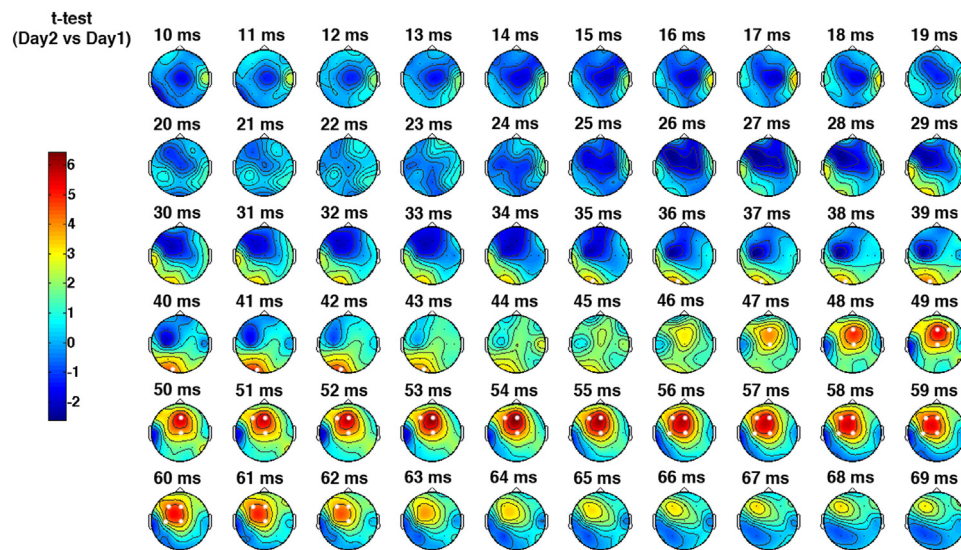 t-test
(Day2 vs Day1)
10 ms 11 ms 12 ms 13 ms 14 ms 15 ms 16 ms 17 ms 18 ms 19 ms
20 ms 21 ms 22 ms 23 ms 24 ms 25 ms 26 ms 27 ms 28 ms 29 ms
6
5
4
3
2
1
0
-1
-2
30 ms 31 ms 32 ms 33 ms 34 ms 35 ms 36 ms 37 ms 38 ms 39 ms
40 ms 41 ms 42 ms 43 ms 44 ms 45 ms 46 ms 47 ms 48 ms 49 ms
50 ms 51 ms 52 ms 53 ms 54 ms 55 ms 56 ms 57 ms 58 ms 59 ms
60 ms 61 ms 62 ms 63 ms 64 ms 65 ms 66 ms 67 ms 68 ms 69 ms